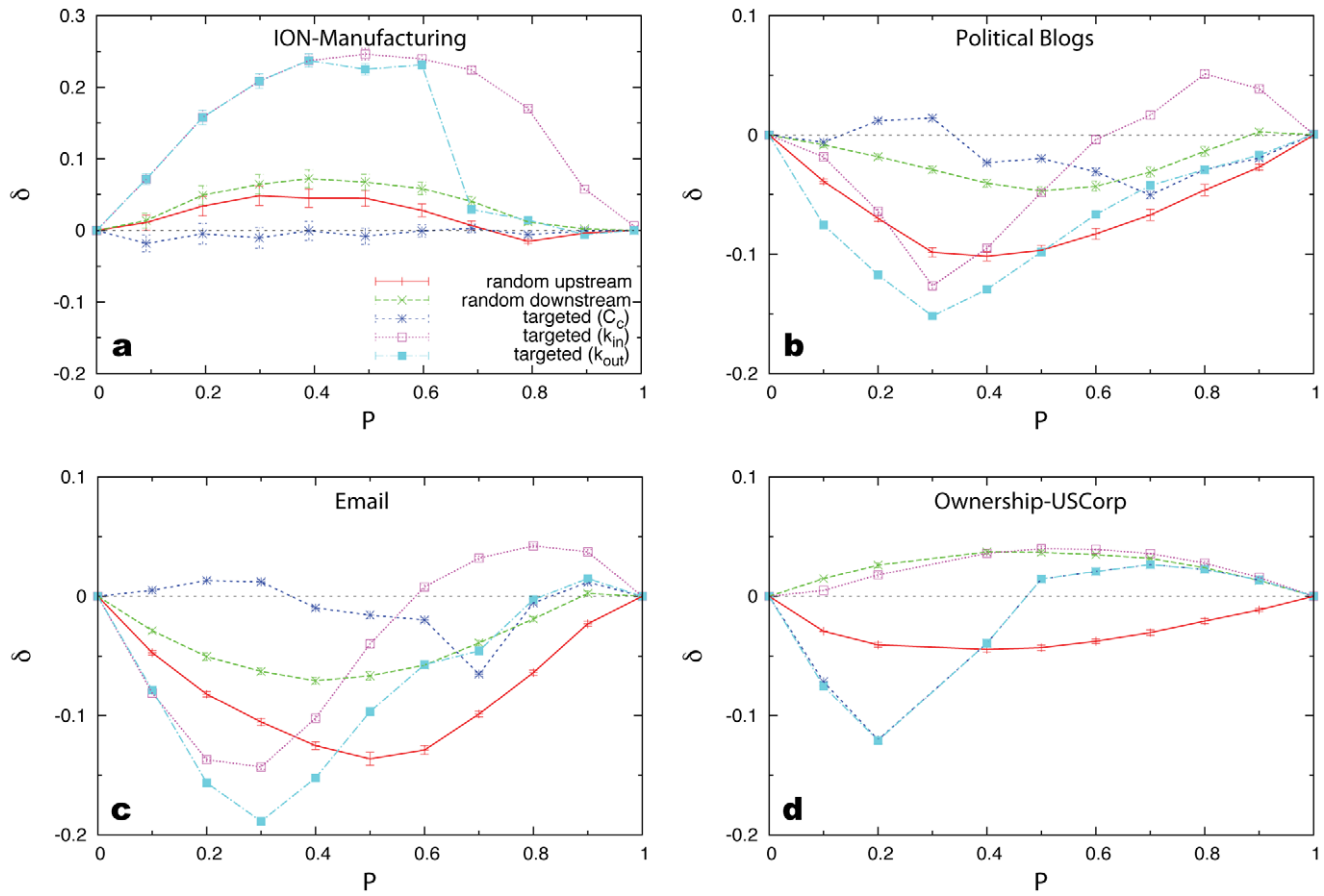 ION-Manufacturing
0.3
0.2
0.1
0
-0.1
-0.2
δ
random upstream
random downstream
targeted (C_c)
targeted (k_in)
targeted (k_out)
a
0 0.2 0.4 0.6 0.8 1
P
Political Blogs
0.1
0
-0.1
-0.2
δ
b
0 0.2 0.4 0.6 0.8 1
P
Email
0.1
0
-0.1
-0.2
δ
c
0 0.2 0.4 0.6 0.8 1
P
Ownership-USCorp
0.1
0
-0.1
-0.2
δ
d
0 0.2 0.4 0.6 0.8 1
P